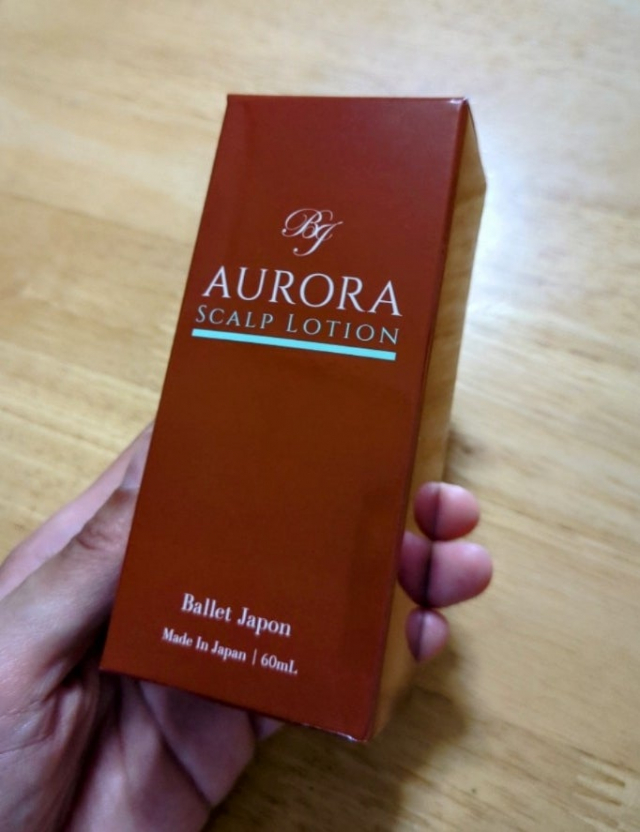 BJ
AURORA
SCALP LOTION
Ballet Japon
Made In Japan | 60mL